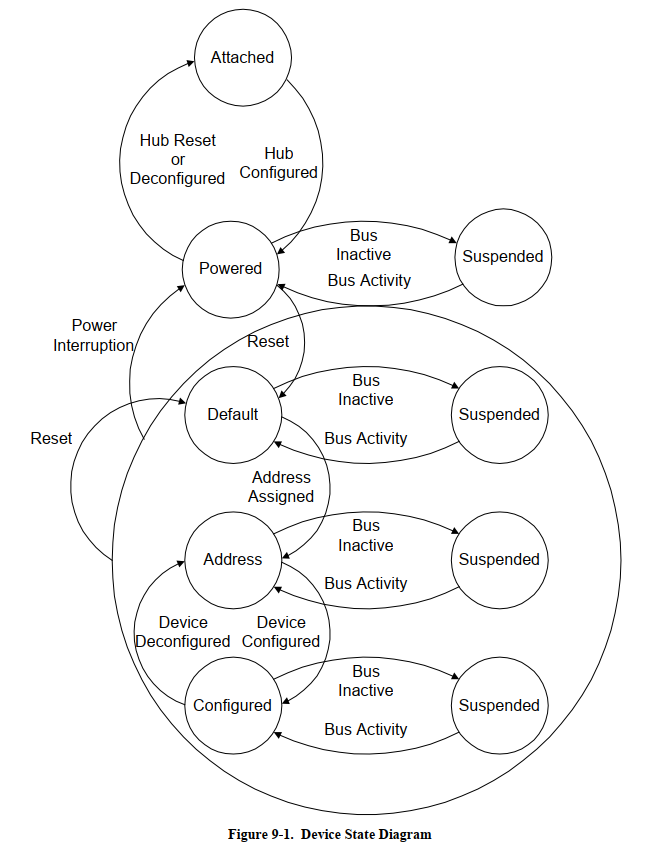 Attached
Hub Reset
or
Deconfigured
Hub
Configured
Powered
Bus
Inactive
Bus Activity
Suspended
Power
Interruption
Reset
Default
Bus
Inactive
Bus Activity
Suspended
Reset
Address
Assigned
Address
Bus
Inactive
Bus Activity
Suspended
Device
Deconfigured
Device
Configured
Configured
Bus
Inactive
Bus Activity
Suspended
Figure 9-1. Device State Diagram